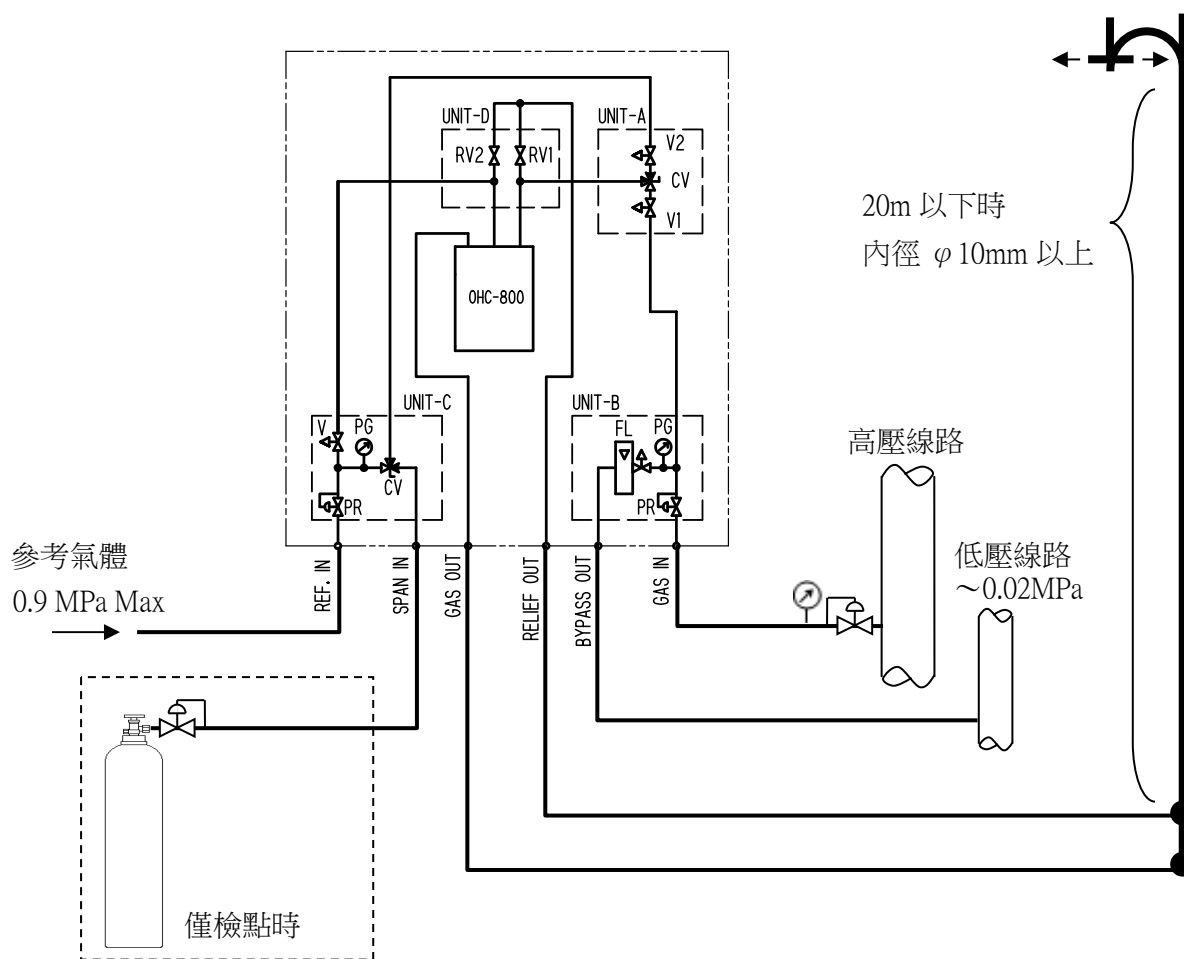 UNIT-D
UNIT-A
V2
RV2
RV1
CV
V1
20m 以下時
內徑 φ10mm 以上
OHC-800
UNIT-C
UNIT-B
V
PG
FL
PG
高壓線路
CV
PR
PR
參考氣體
0.9 MPa Max
REF. IN
SPAN IN
GAS OUT
RELIEF OUT
BYPASS OUT
GAS IN
低壓線路
～0.02MPa
僅檢點時